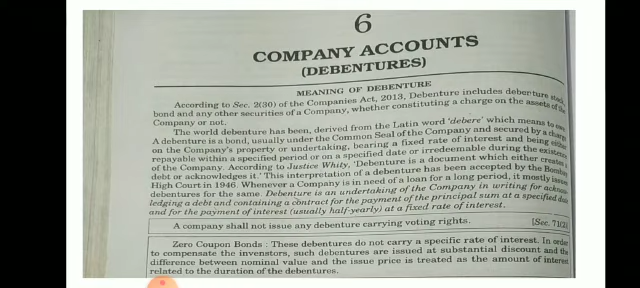 6
COMPANY ACCOUNTS
(DEBENTURES)
MEANING OF DEBENTURE
According to Sec. 2(30) of the Companies Act, 2013, Debenture includes debenture stock,
bond and any other securities of a Company, whether constituting a charge on the assets of the
Company or not.
The world debenture has been, derived from the Latin word 'debere' which means to owe.
A debenture is a bond, usually under the Common Seal of the Company and secured by a charge
on the Company's property or undertaking, bearing a fixed rate of interest and being either
repayable within a specified period or on a specified date or irredeemable during the existence
of the Company. According to Justice Whity, 'Debenture is a document which either creates a
debt or acknowledges it.' This interpretation of a debenture has been accepted by the Bombay
High Court in 1946. Whenever a Company is in need of a loan for a long period, it mostly issues
debentures for the same. Debenture is an undertaking of the Company in writing for acknow-
ledging a debt and containing a contract for the payment of the principal sum at a specified date
and for the payment of interest (usually half-yearly) at a fixed rate of interest.
A company shall not issue any debenture carrying voting rights. [Sec. 71(2)]
Zero Coupon Bonds : These debentures do not carry a specific rate of interest. In order
to compensate the invenstors, such debentures are issued at substantial discount and the
difference between nominal value and the issue price is treated as the amount of interest
related to the duration of the debentures.